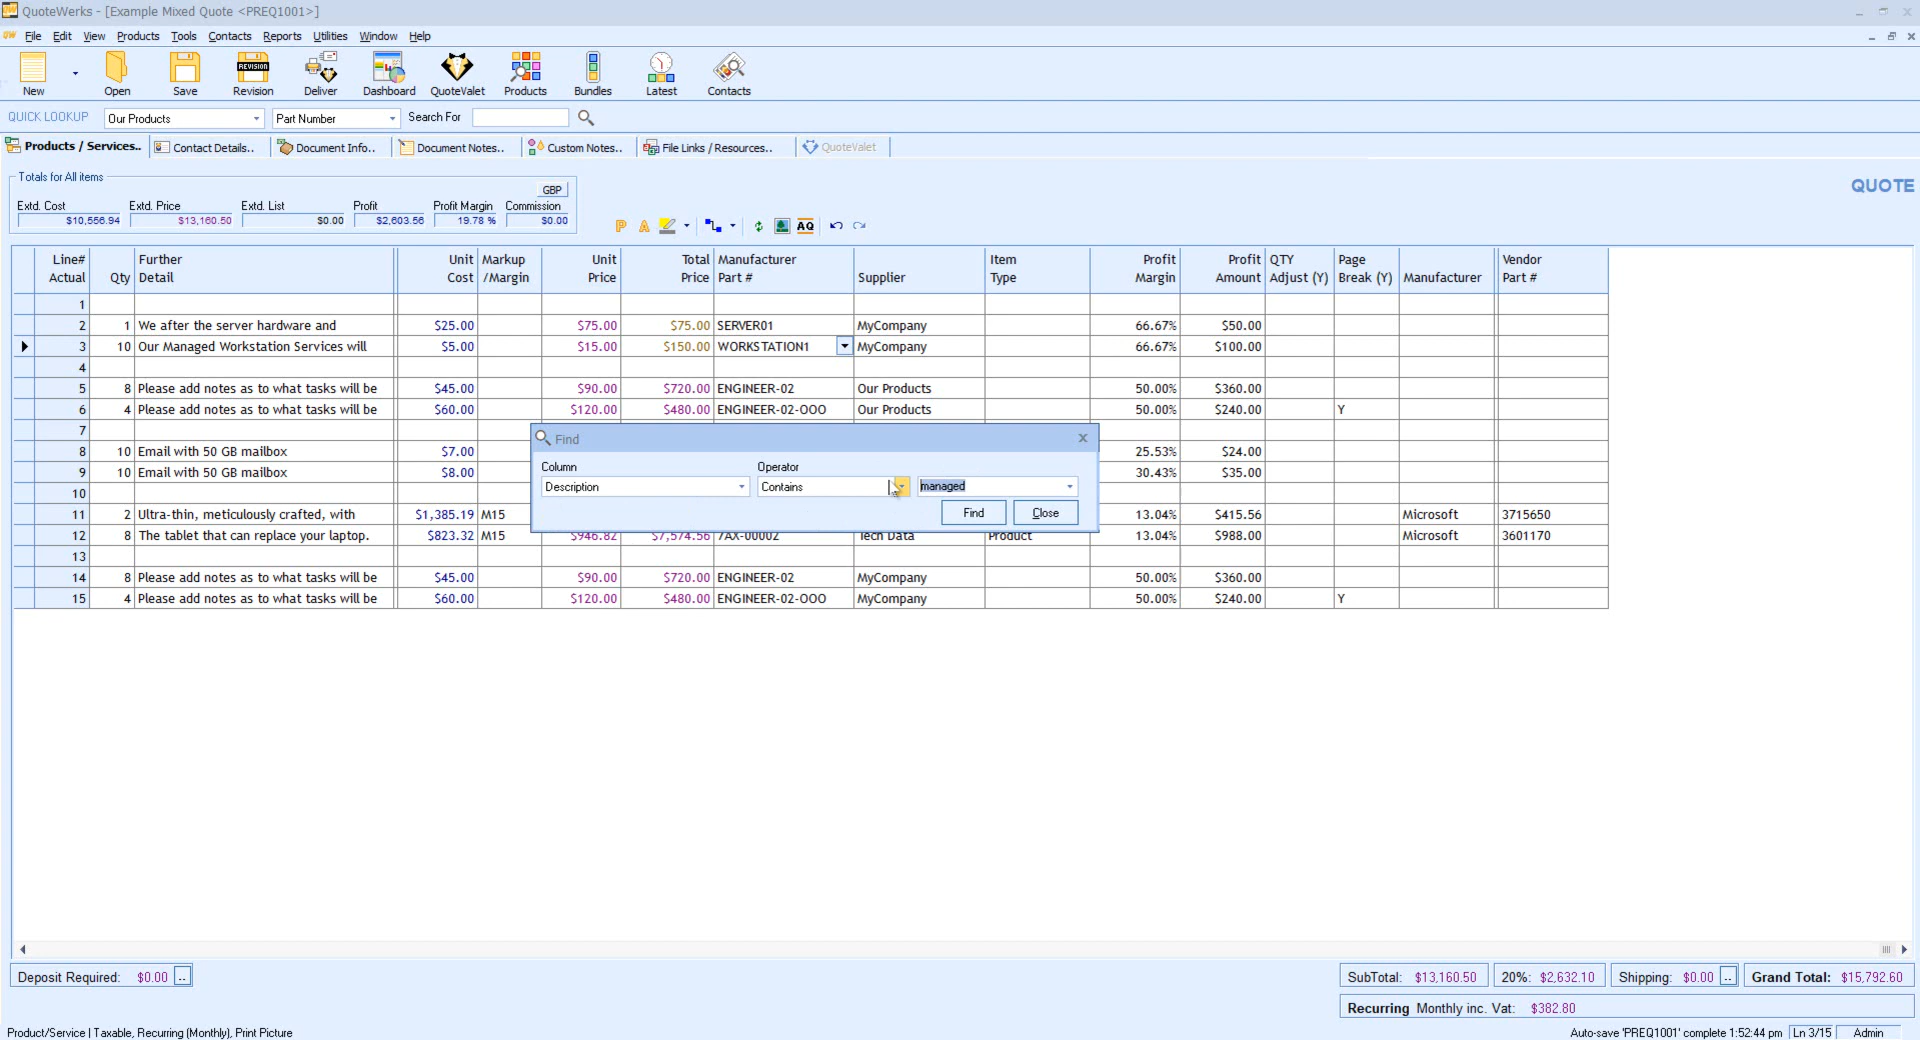 QuoteWerks - [Example Mixed Quote <PREQ1001>]
File Edit View Products Tools Contacts Reports Utilities Window Help
New Open Save Revision Deliver Dashboard QuoteValet Products Bundles Latest Contacts
QUICK LOOKUP Our Products Part Number Search For
Products / Services.. Contact Details.. Document Info.. Document Notes.. Custom Notes.. File Links / Resources.. QuoteValet
Totals for All items
QUOTE
GBP
Extd. Cost Extd. Price Extd. List Profit Profit Margin Commission
$10,556.94 $13,160.50 $0.00 $2,603.56 19.78 % $0.00
P A AQ
Line# Further Unit Markup Unit Total Manufacturer Item Profit Profit QTY Page Vendor
Actual Qty Detail Cost /Margin Price Price Part # Supplier Type Margin Amount Adjust (Y) Break (Y) Manufacturer Part #
1
2 1 We after the server hardware and $25.00 $75.00 $75.00 SERVER01 MyCompany 66.67% $50.00
3 10 Our Managed Workstation Services will $5.00 $15.00 $150.00 WORKSTATION1 MyCompany 66.67% $100.00
4
5 8 Please add notes as to what tasks will be $45.00 $90.00 $720.00 ENGINEER-02 Our Products 50.00% $360.00
6 4 Please add notes as to what tasks will be $60.00 $120.00 $480.00 ENGINEER-02-OOO Our Products 50.00% $240.00 Y
7
8 10 Email with 50 GB mailbox $7.00 25.53% $24.00
9 10 Email with 50 GB mailbox $8.00 30.43% $35.00
10
11 2 Ultra-thin, meticulously crafted, with $1,385.19 M15 13.04% $415.56 Microsoft 3715650
12 8 The tablet that can replace your laptop. $823.32 M15 $946.82 $7,574.56 7AX-00002 Tech Data Product 13.04% $988.00 Microsoft 3601170
13
14 8 Please add notes as to what tasks will be $45.00 $90.00 $720.00 ENGINEER-02 MyCompany 50.00% $360.00
15 4 Please add notes as to what tasks will be $60.00 $120.00 $480.00 ENGINEER-02-OOO MyCompany 50.00% $240.00 Y
Find
Column Operator
Description Contains managed
Find Close
Deposit Required: $0.00 .. SubTotal: $13,160.50 20%: $2,632.10 Shipping: $0.00 .. Grand Total: $15,792.60
Recurring Monthly inc. Vat: $382.80
Product/Service | Taxable, Recurring (Monthly), Print Picture Auto-save 'PREQ1001' complete 1:52:44 pm Ln 3/15 Admin